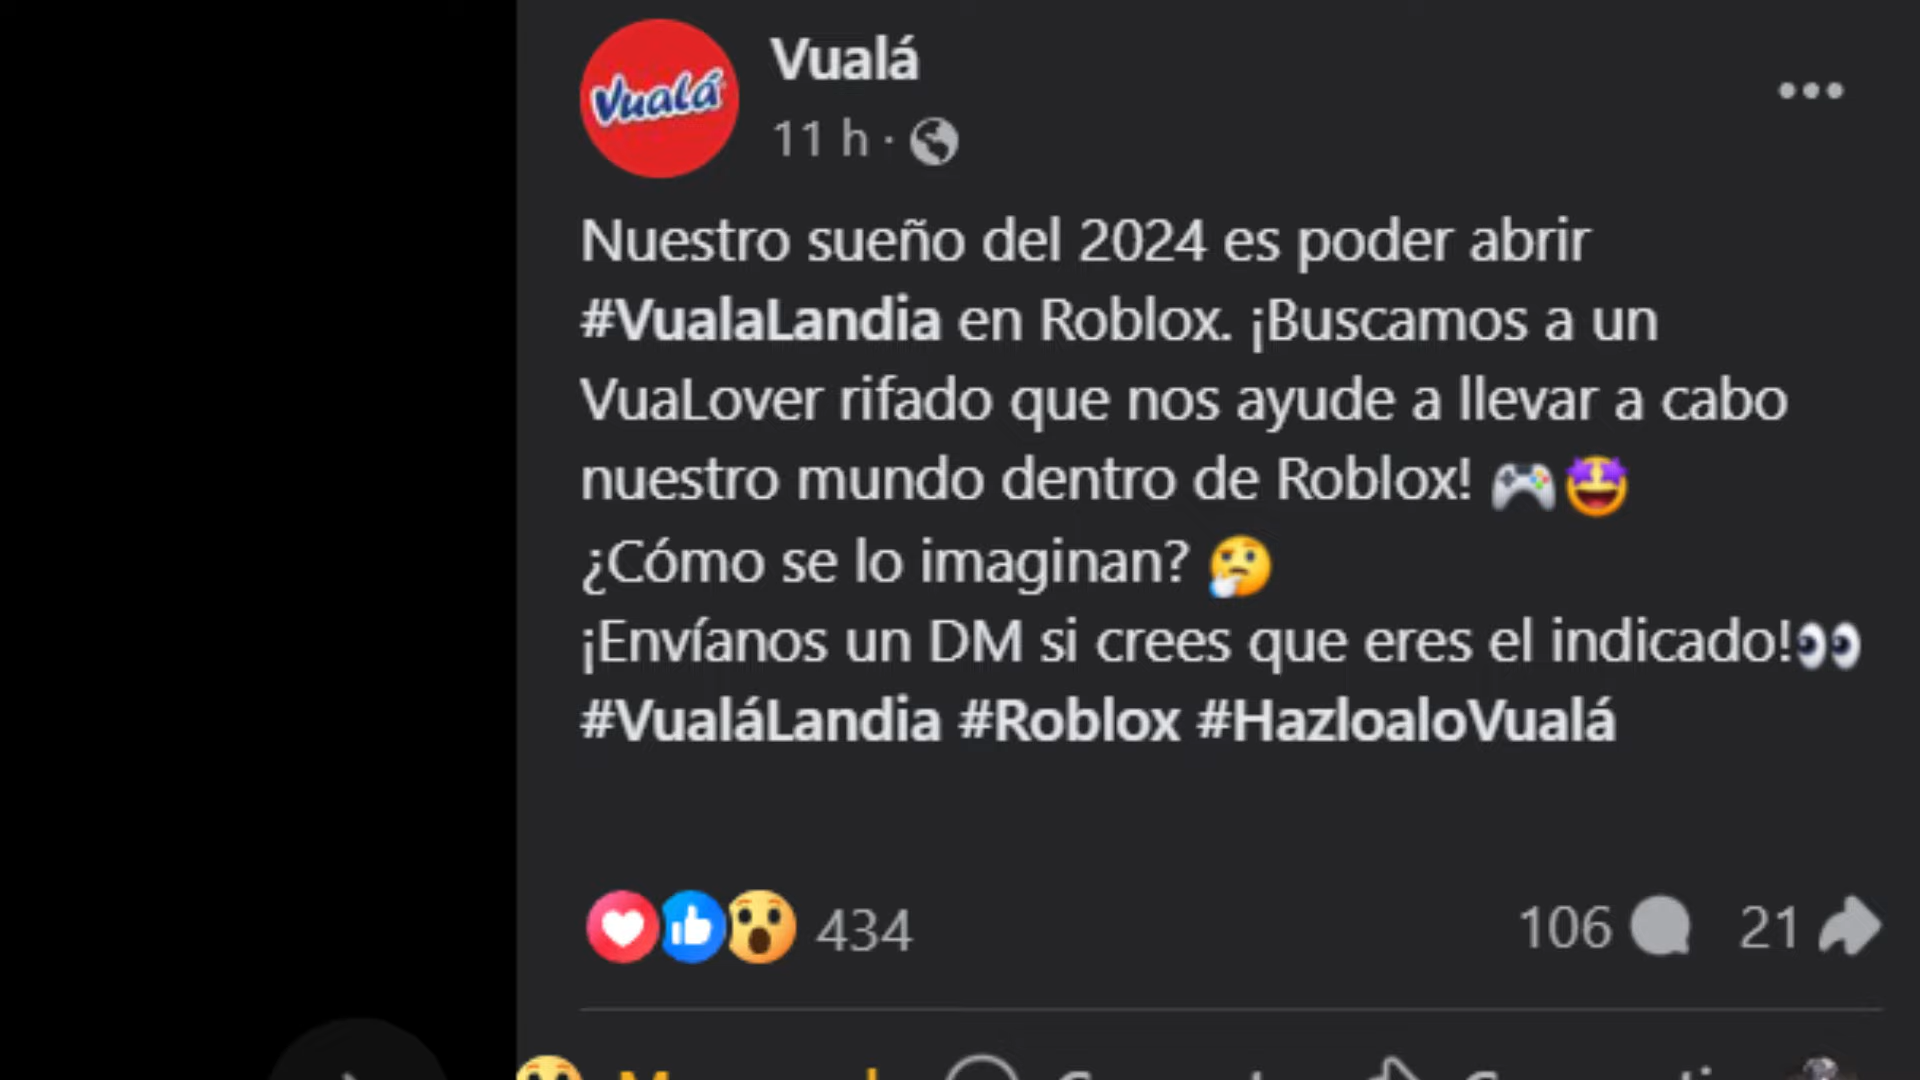 Vualá
Vualá
11 h ·
Nuestro sueño del 2024 es poder abrir
#VualaLandia en Roblox. ¡Buscamos a un
VuaLover rifado que nos ayude a llevar a cabo
nuestro mundo dentro de Roblox! 🎮🤩
¿Cómo se lo imaginan? 🤔
¡Envíanos un DM si crees que eres el indicado!👀
#VualáLandia #Roblox #HazloaloVualá
434
106
21